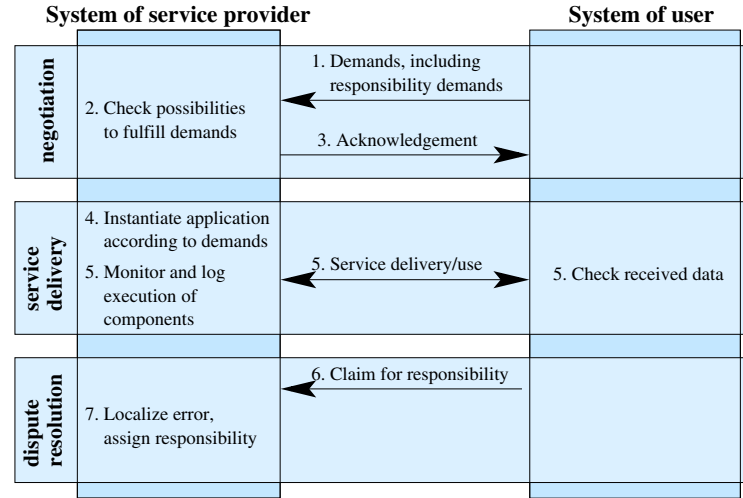 System of service provider
System of user
negotiation
1. Demands, including
responsibility demands
2. Check possibilities
to fulfill demands
3. Acknowledgement
service
delivery
4. Instantiate application
according to demands
5. Monitor and log
execution of
components
5. Service delivery/use
5. Check received data
dispute
resolution
6. Claim for responsibility
7. Localize error,
assign responsibility